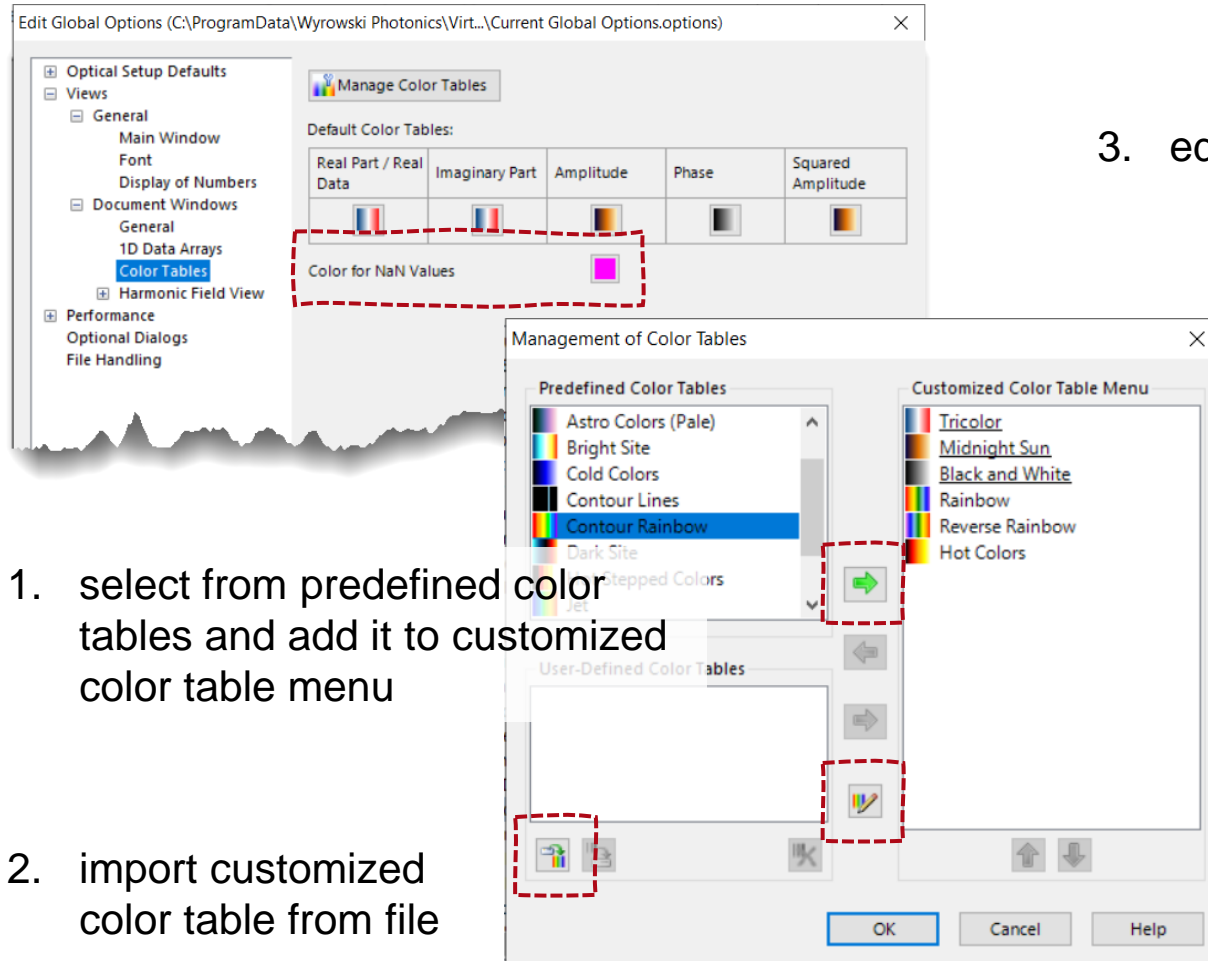 Edit Global Options (C:\ProgramData\Wyrowski Photonics\Virt...\Current Global Options.options)
Optical Setup Defaults
Views
General
Main Window
Font
Display of Numbers
Document Windows
General
1D Data Arrays
Color Tables
Harmonic Field View
Performance
Optional Dialogs
File Handling
Manage Color Tables
Default Color Tables:
Real Part / Real Data
Imaginary Part
Amplitude
Phase
Squared Amplitude
Color for NaN Values
3.
Management of Color Tables
Predefined Color Tables
Astro Colors (Pale)
Bright Site
Cold Colors
Contour Lines
Contour Rainbow
Dark Site
Stepped Colors
Jet
User-Defined Color Tables
Customized Color Table Menu
Tricolor
Midnight Sun
Black and White
Rainbow
Reverse Rainbow
Hot Colors
OK
Cancel
Help
1. select from predefined color
tables and add it to customized
color table menu
2. import customized
color table from file